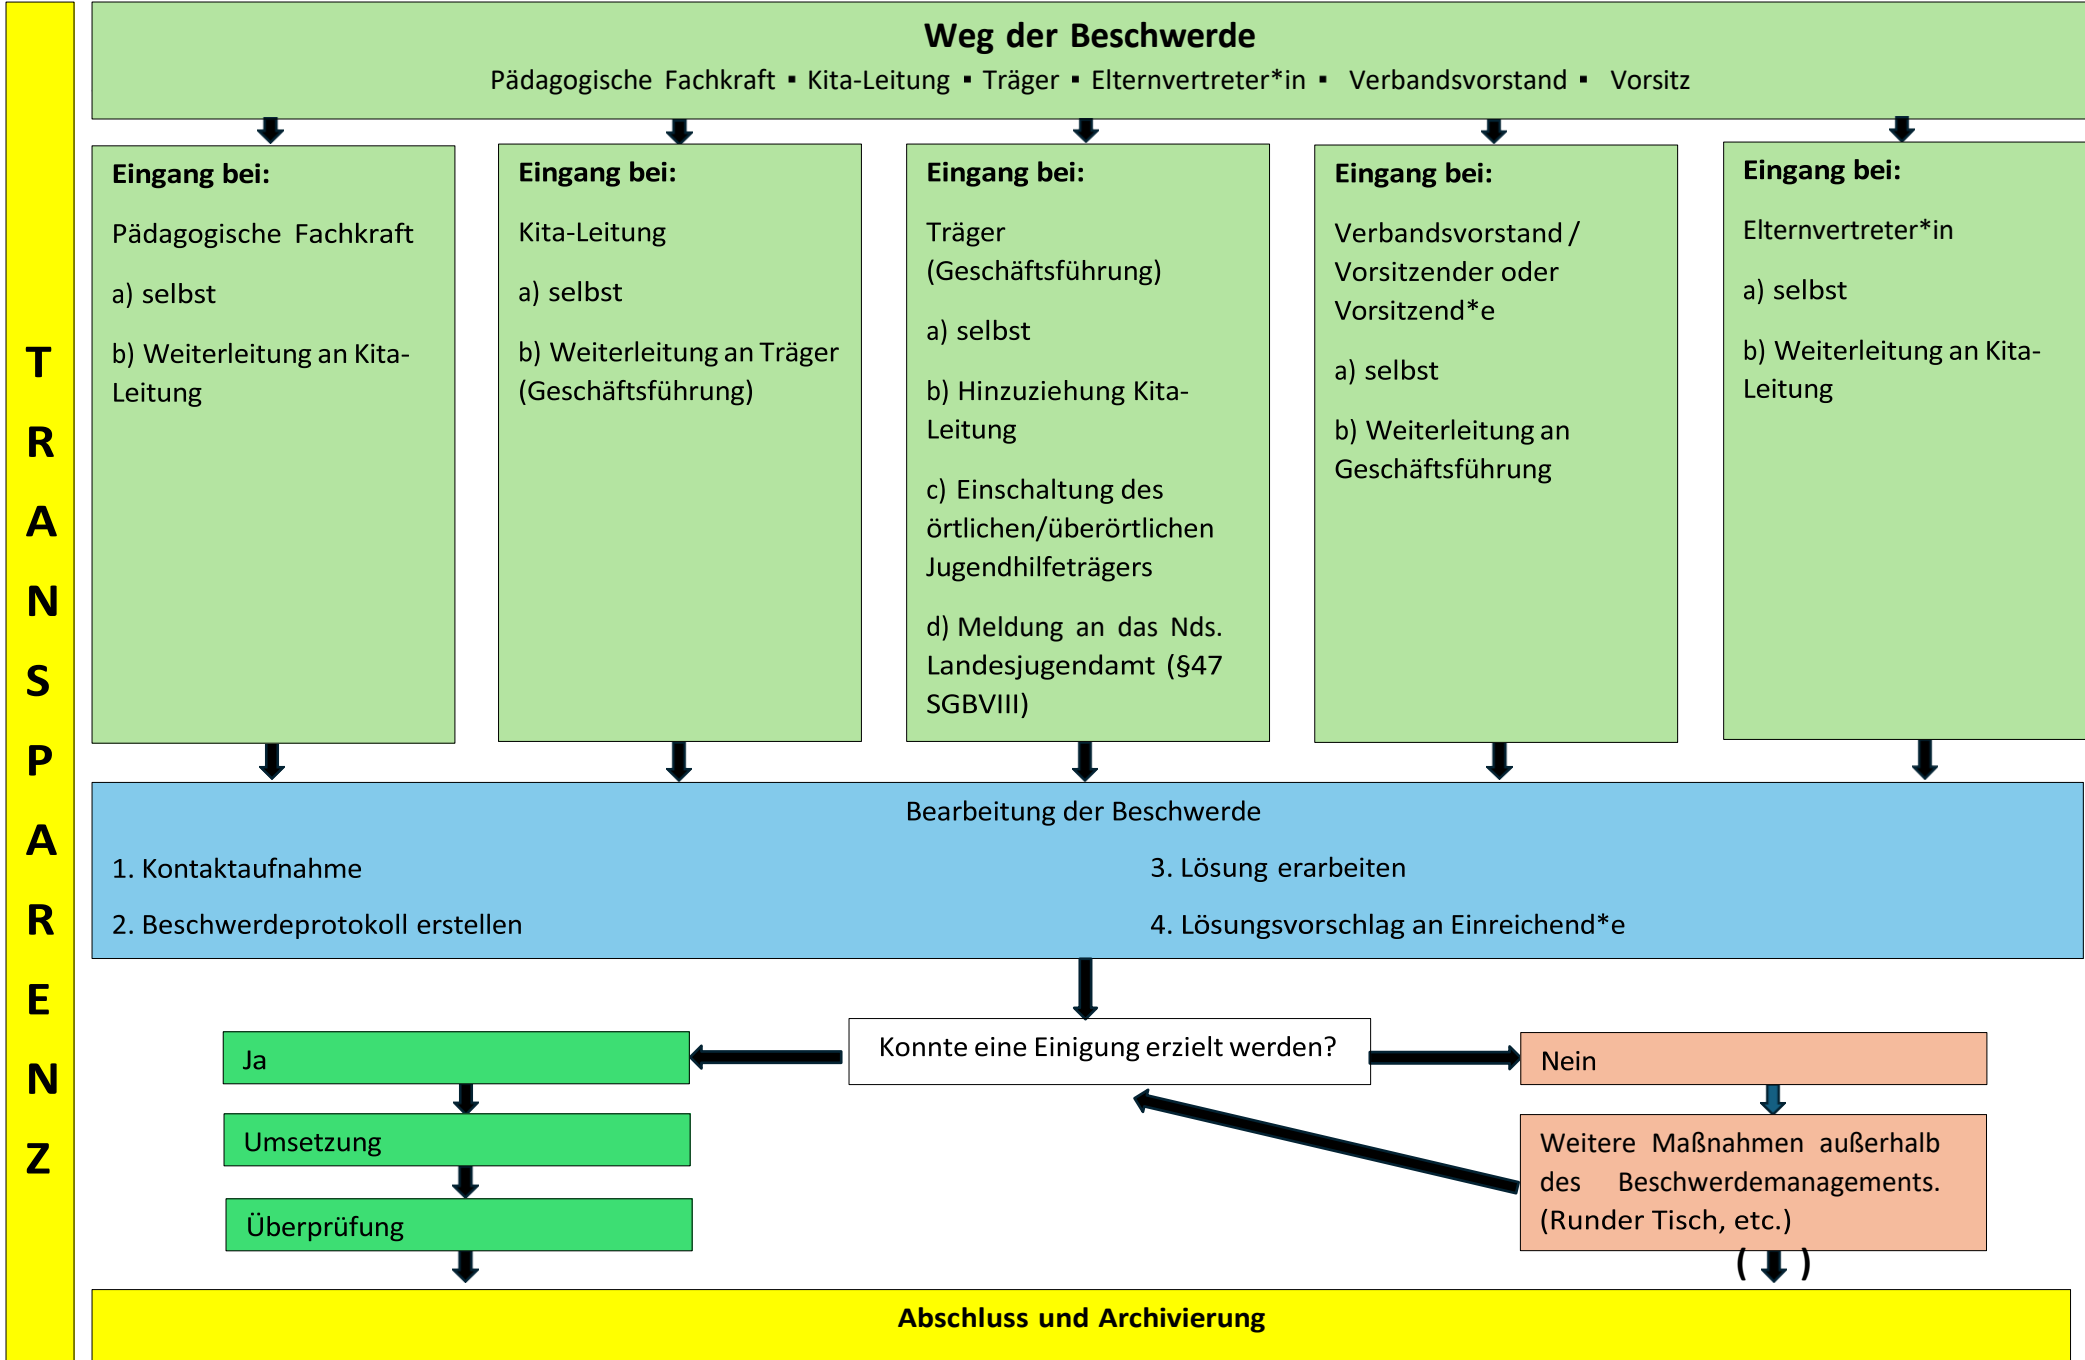 Weg der Beschwerde
Pädagogische Fachkraft ▪ Kita-Leitung ▪ Träger ▪ Elternvertreter*in ▪ Verbandsvorstand ▪ Vorsitz
Eingang bei:
Pädagogische Fachkraft
a) selbst
b) Weiterleitung an Kita-
Leitung
Eingang bei:
Kita-Leitung
a) selbst
b) Weiterleitung an Träger
(Geschäftsführung)
Eingang bei:
Träger
(Geschäftsführung)
a) selbst
b) Hinzuziehung Kita-
Leitung
c) Einschaltung des
örtlichen/überörtlichen
Jugendhilfeträgers
d) Meldung an das Nds.
Landesjugendamt (§47
SGBVIII)
Eingang bei:
Verbandsvorstand /
Vorsitzender oder
Vorsitzend*e
a) selbst
b) Weiterleitung an
Geschäftsführung
Eingang bei:
Elternvertreter*in
a) selbst
b) Weiterleitung an Kita-
Leitung
Bearbeitung der Beschwerde
1. Kontaktaufnahme
2. Beschwerdeprotokoll erstellen
3. Lösung erarbeiten
4. Lösungsvorschlag an Einreichend*e
Konnte eine Einigung erzielt werden?
Ja
Umsetzung
Überprüfung
Nein
Weitere Maßnahmen außerhalb
des Beschwerdemanagements.
(Runder Tisch, etc.)
( )
Abschluss und Archivierung
T
R
A
N
S
P
A
R
E
N
Z